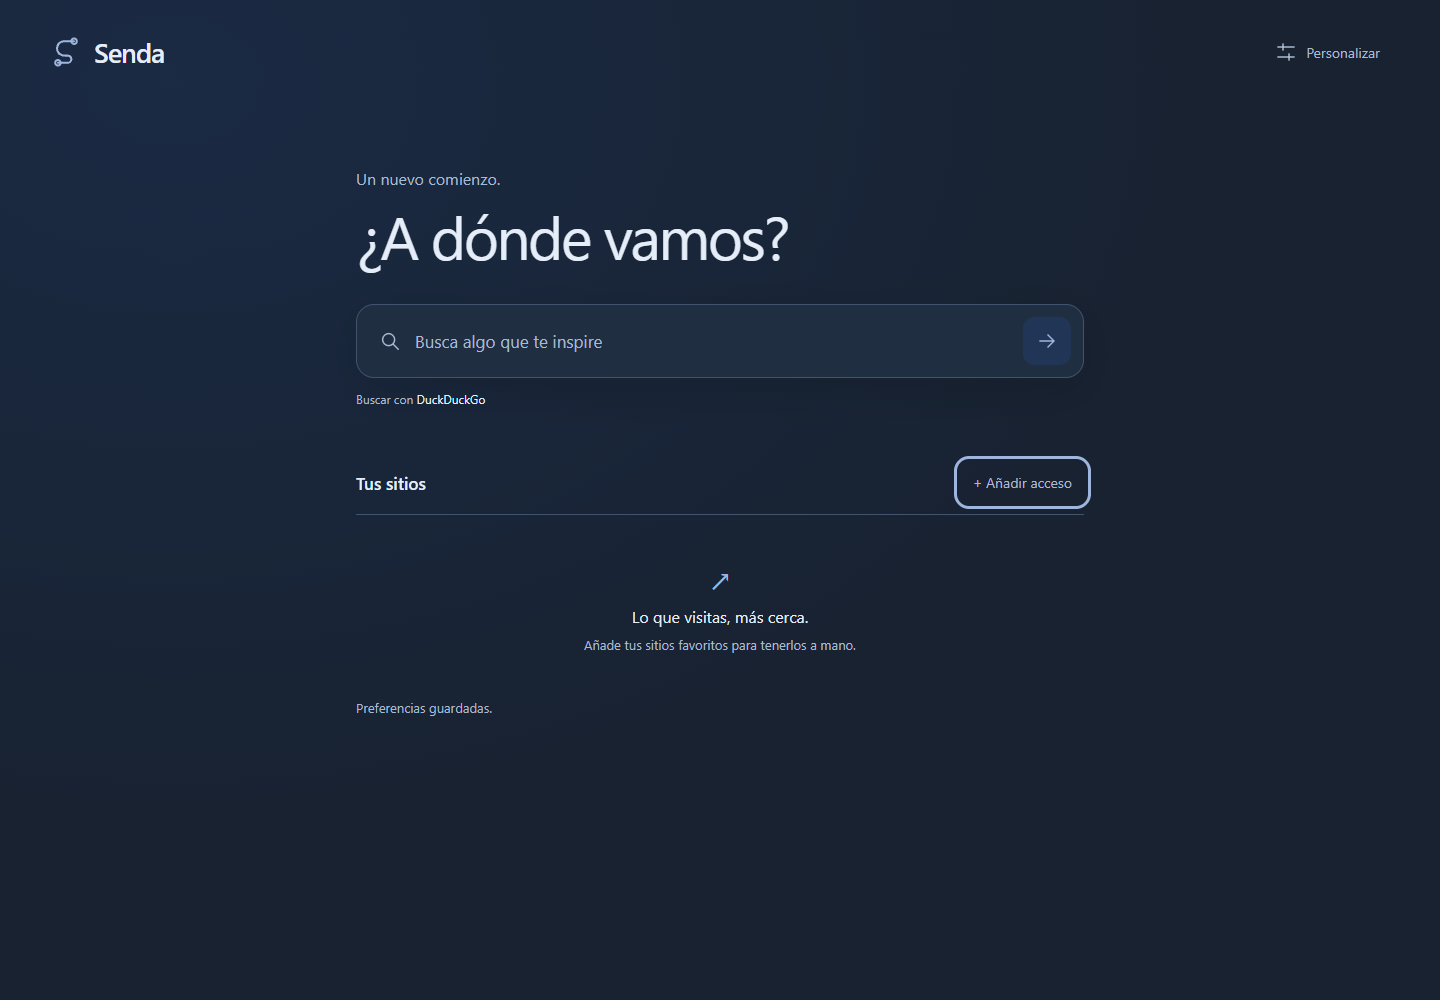 Senda
Personalizar
Un nuevo comienzo.
¿A dónde vamos?
Busca algo que te inspire
Buscar con DuckDuckGo
Tus sitios
+ Añadir acceso
Lo que visitas, más cerca.
Añade tus sitios favoritos para tenerlos a mano.
Preferencias guardadas.